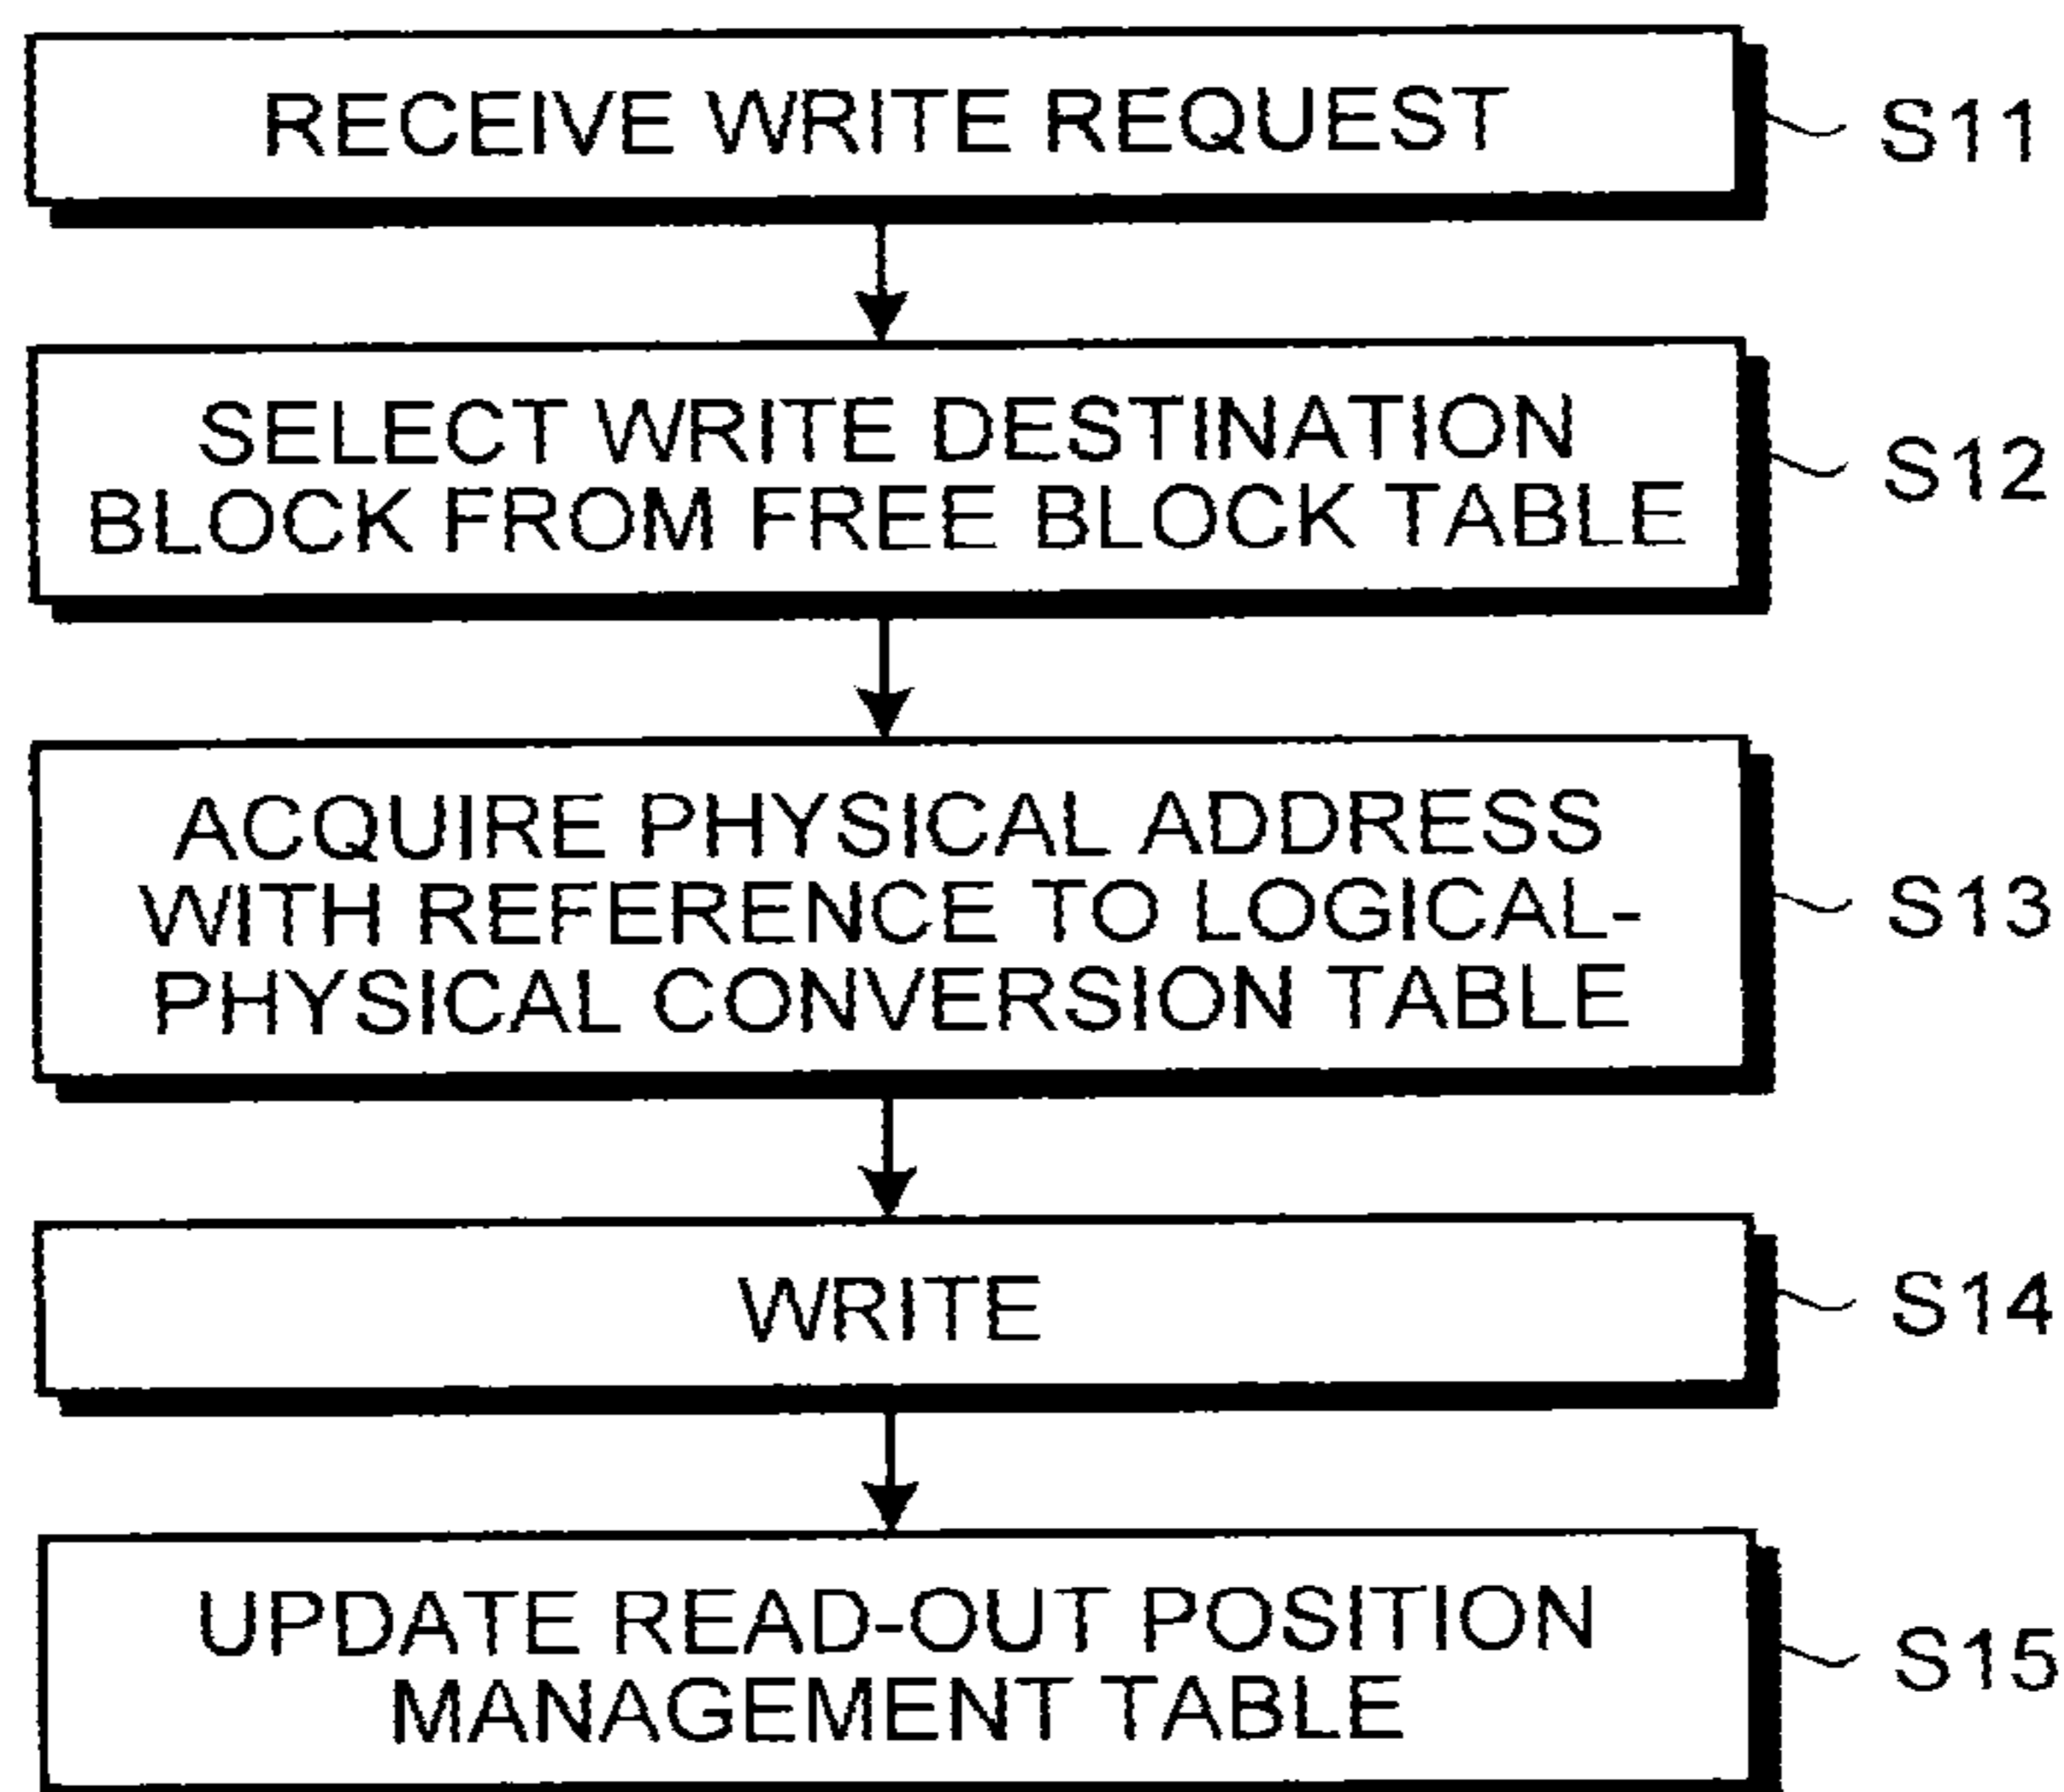 RECEIVE WRITE REQUEST
S11
SELECT WRITE DESTINATION
BLOCK FROM FREE BLOCK TABLE
S12
ACQUIRE PHYSICAL ADDRESS
WITH REFERENCE TO LOGICAL-
PHYSICAL CONVERSION TABLE
S13
WRITE
S14
UPDATE READ-OUT POSITION
MANAGEMENT TABLE
S15